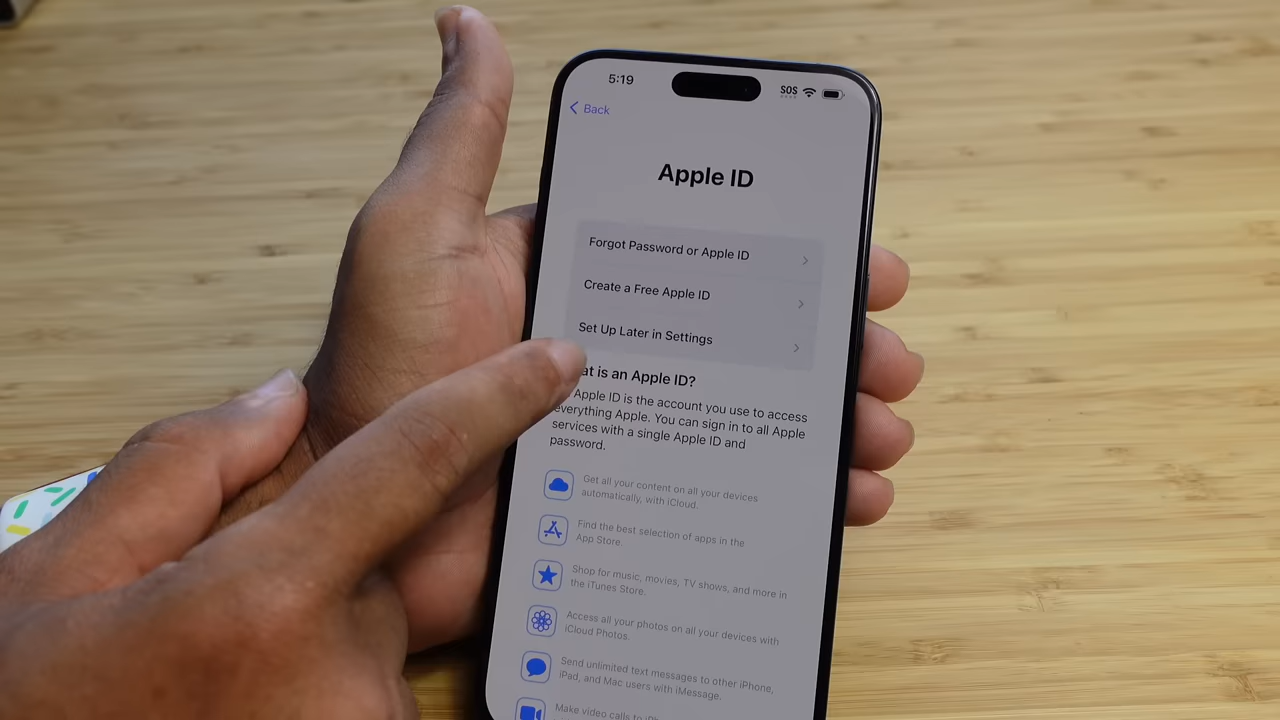 5:19
SOS
Back
Apple ID
Forgot Password or Apple ID
Create a Free Apple ID
Set Up Later in Settings
at is an Apple ID?
Apple ID is the account you use to access
everything Apple. You can sign in to all Apple
services with a single Apple ID and
password.
Get all your content on all your devices
automatically, with iCloud.
Find the best selection of apps in the
App Store.
Shop for music, movies, TV shows, and more in
the iTunes Store.
Access all your photos on all your devices with
iCloud Photos.
Send unlimited text messages to other iPhone,
iPad, and Mac users with iMessage.
Make video calls to